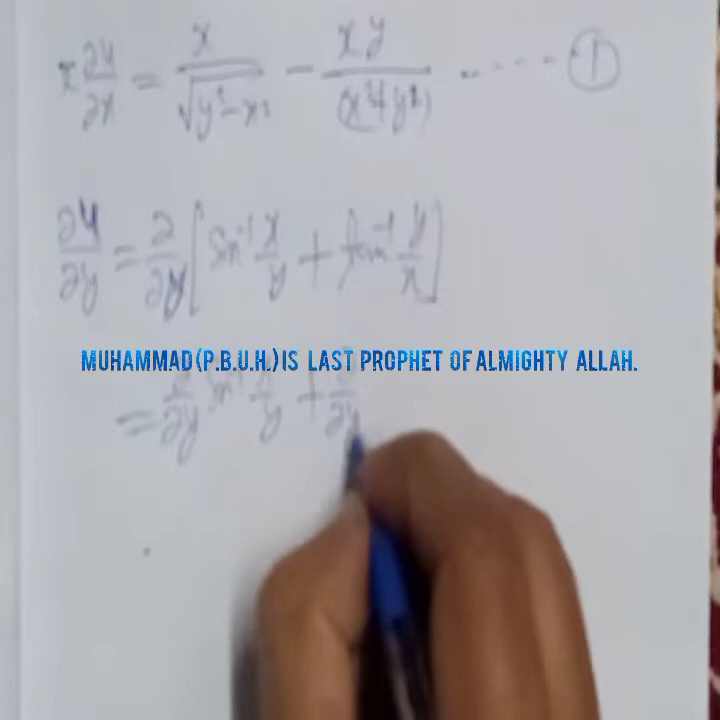 x ∂u/∂x = x/√(y²-x²) - xy/(x²+y²) ..... ①
∂u/∂y = ∂/∂y [sin⁻¹ x/y + tan⁻¹ y/x]
MUHAMMAD(P.B.U.H.) IS LAST PROPHET OF ALMIGHTY ALLAH.
= ∂/∂y sin⁻¹ x/y + ∂/∂y